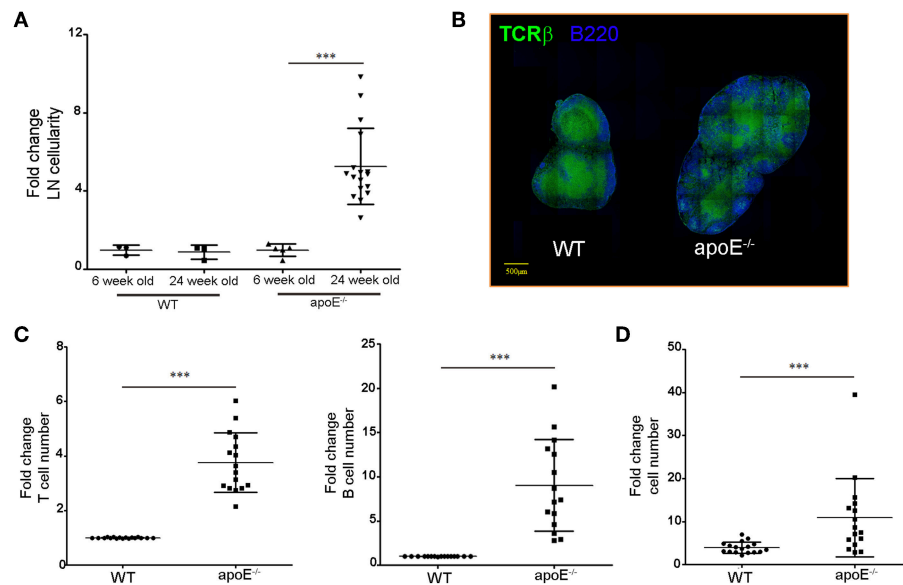 A
Fold change
LN cellularity
12
8
4
0
***
6 week old
24 week old
6 week old
24 week old
WT
apoE-/-
B
TCRβ B220
WT
apoE-/-
500μm
C
Fold change
T cell number
8
6
4
2
0
***
WT
apoE-/-
Fold change
B cell number
25
20
15
10
5
0
***
WT
apoE-/-
D
Fold change
cell number
50
40
30
20
10
0
***
WT
apoE-/-